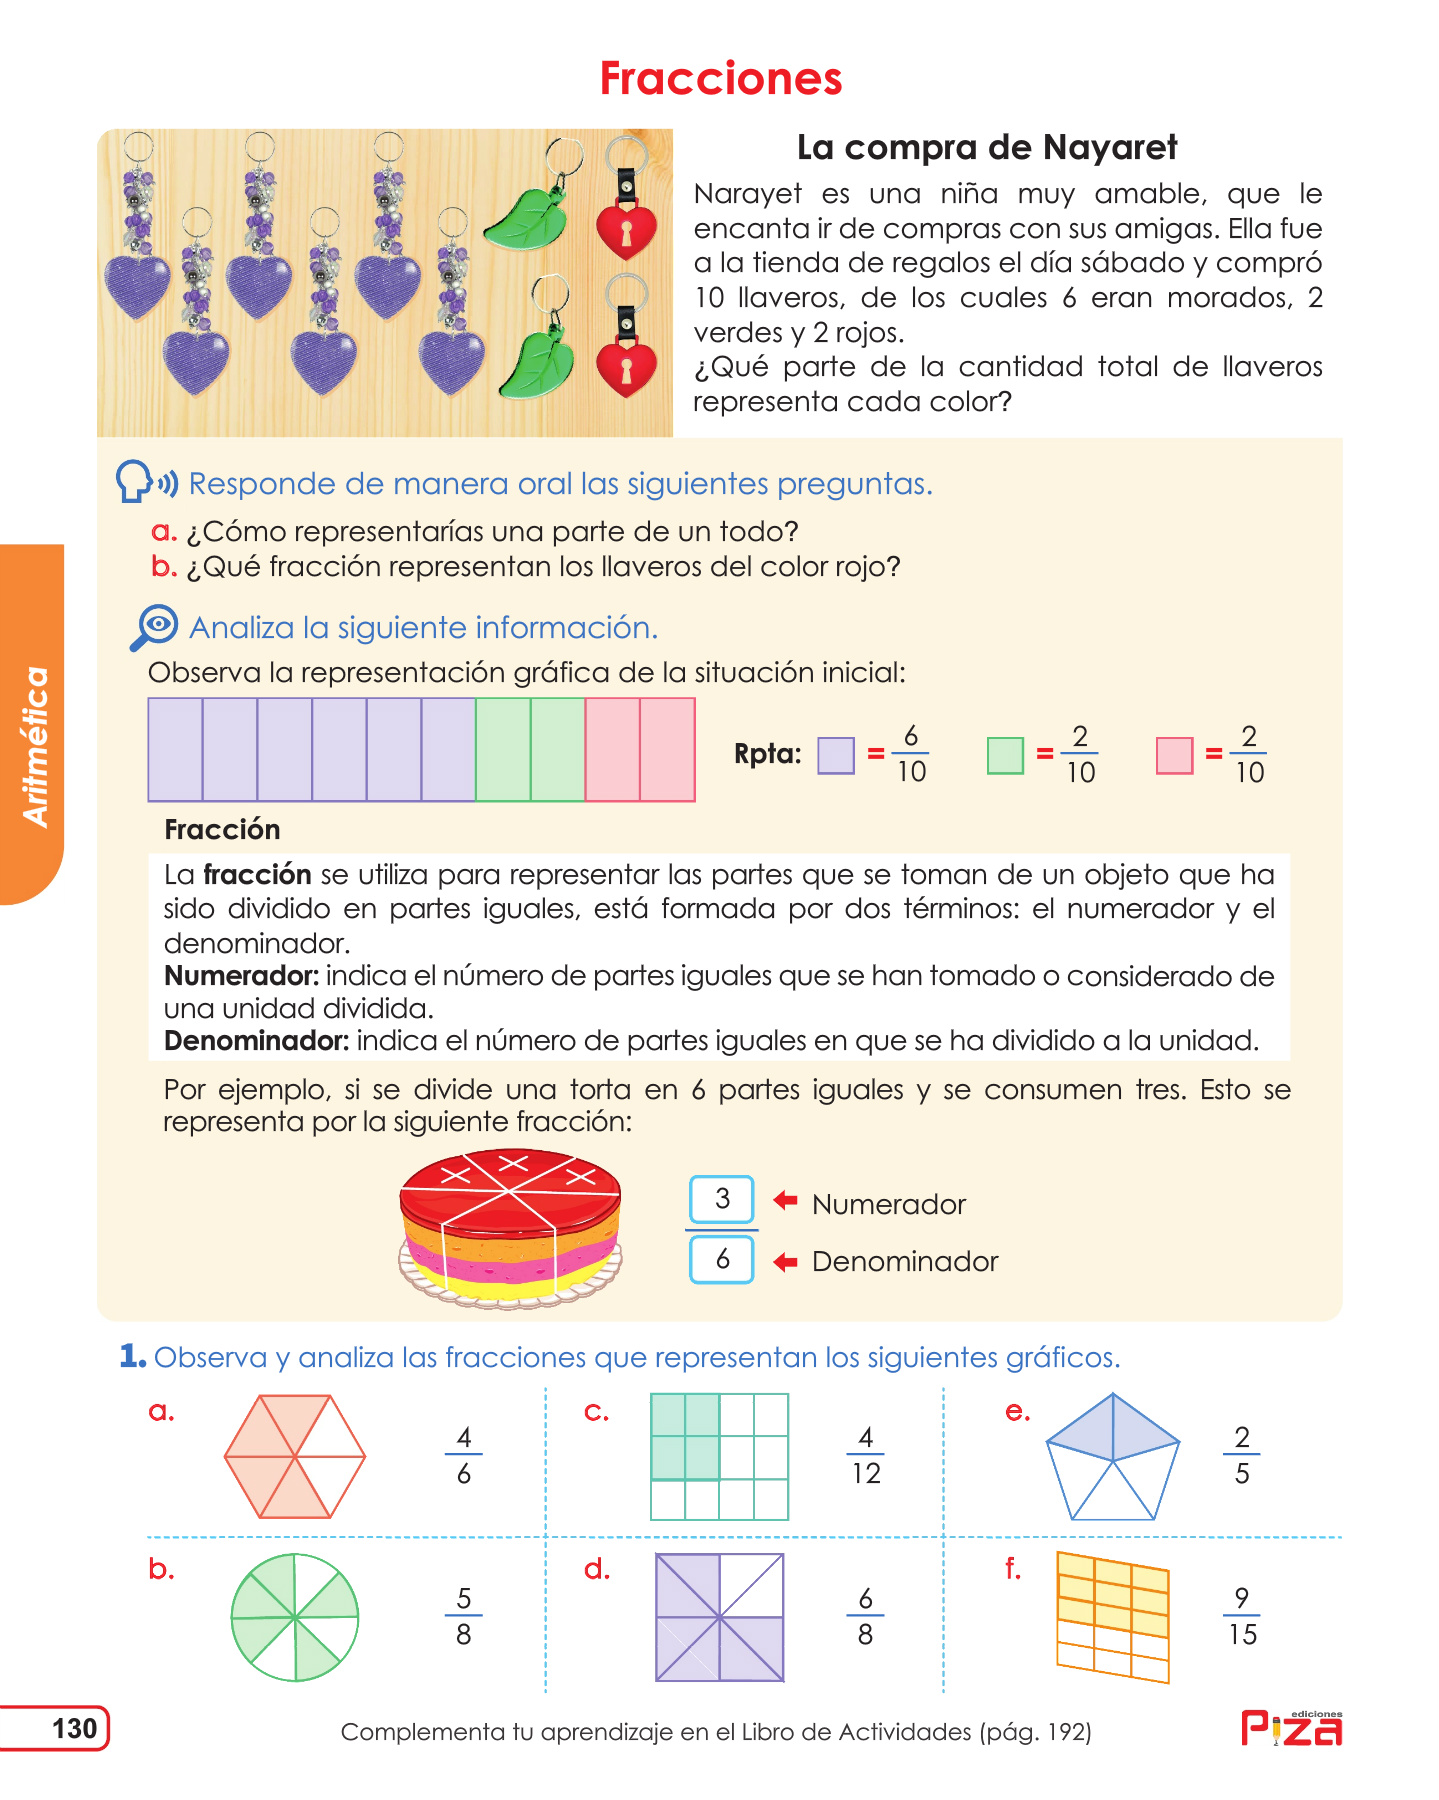 Fracciones
La compra de Nayaret
Narayet es una niña muy amable, que le
encanta ir de compras con sus amigas. Ella fue
a la tienda de regalos el día sábado y compró
10 llaveros, de los cuales 6 eran morados, 2
verdes y 2 rojos.
¿Qué parte de la cantidad total de llaveros
representa cada color?
Responde de manera oral las siguientes preguntas.
a. ¿Cómo representarías una parte de un todo?
b. ¿Qué fracción representan los llaveros del color rojo?
Analiza la siguiente información.
Observa la representación gráfica de la situación inicial:
Rpta: = 6/10 = 2/10 = 2/10
Fracción
La fracción se utiliza para representar las partes que se toman de un objeto que ha
sido dividido en partes iguales, está formada por dos términos: el numerador y el
denominador.
Numerador: indica el número de partes iguales que se han tomado o considerado de
una unidad dividida.
Denominador: indica el número de partes iguales en que se ha dividido a la unidad.
Por ejemplo, si se divide una torta en 6 partes iguales y se consumen tres. Esto se
representa por la siguiente fracción:
3 Numerador
6 Denominador
1. Observa y analiza las fracciones que representan los siguientes gráficos.
a. 4/6
c. 4/12
e. 2/5
b. 5/8
d. 6/8
f. 9/15
Aritmética
130
Complementa tu aprendizaje en el Libro de Actividades (pág. 192)
ediciones
Piza